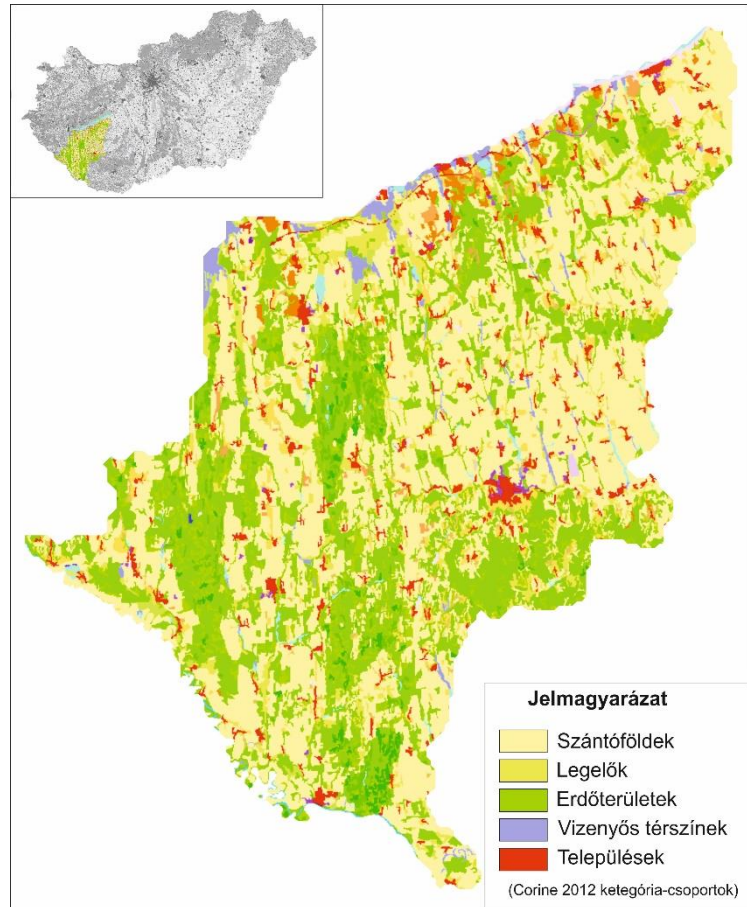 Jelmagyarázat
Szántóföldek
Legelők
Erdőterületek
Vizenyős térszínek
Települések
(Corine 2012 ketegória-csoportok)